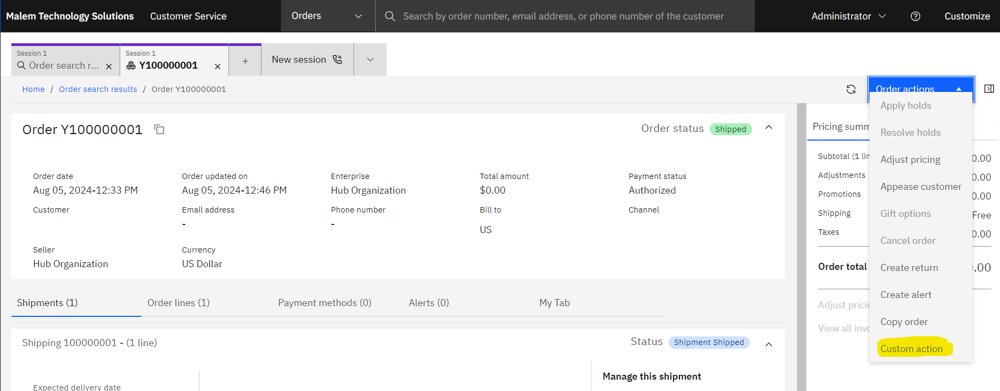 Malem Technology Solutions Customer Service Orders Search by order number, email address, or phone number of the customer Administrator Customize
Session 1 Session 1
Order search r... Y100000001 + New session
Home / Order search results / Order Y100000001 Order actions
Order Y100000001 Order status Shipped
Order date Order updated on Enterprise Total amount Payment status
Aug 05, 2024-12:33 PM Aug 05, 2024-12:46 PM Hub Organization $0.00 Authorized
Customer Email address Phone number Bill to Channel
- - US
Seller Currency
Hub Organization US Dollar
Shipments (1) Order lines (1) Payment methods (0) Alerts (0) My Tab
Shipping 100000001 - (1 line) Status Shipment Shipped
Expected delivery date
Manage this shipment
Pricing summ
Subtotal (1 lin 0.00
Adjustments 0.00
Promotions 0.00
Shipping Free
Taxes 0.00
Order total .00
Adjust pricin
View all invo
Apply holds
Resolve holds
Adjust pricing
Appease customer
Gift options
Cancel order
Create return
Create alert
Copy order
Custom action